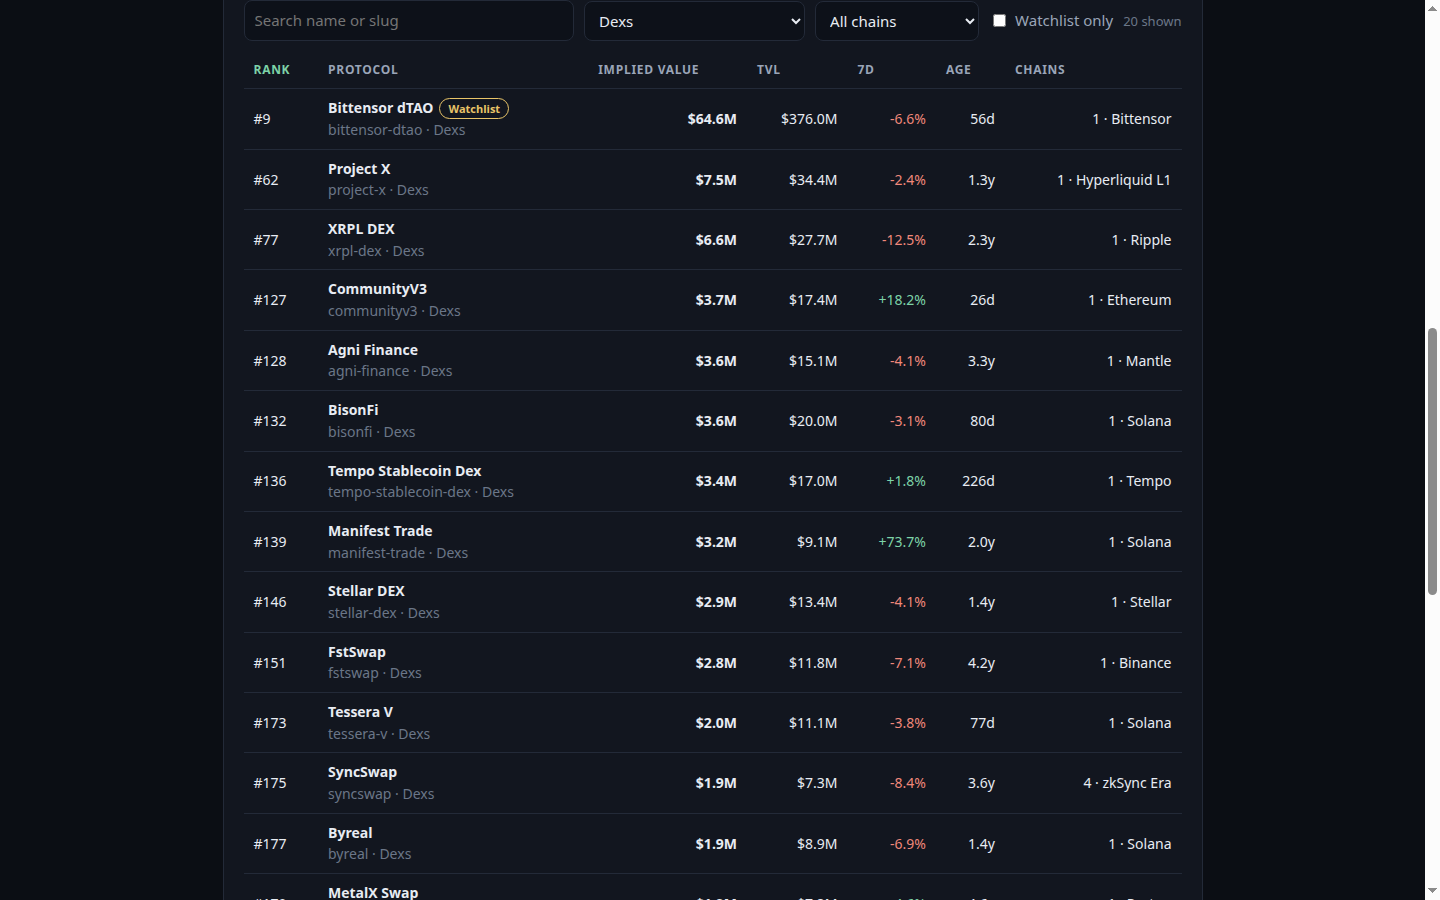 Search name or slug Dexs All chains Watchlist only 20 shown
RANK PROTOCOL IMPLIED VALUE TVL 7D AGE CHAINS
#9 Bittensor dTAO Watchlist $64.6M $376.0M -6.6% 56d 1 · Bittensor
bittensor-dtao · Dexs
#62 Project X $7.5M $34.4M -2.4% 1.3y 1 · Hyperliquid L1
project-x · Dexs
#77 XRPL DEX $6.6M $27.7M -12.5% 2.3y 1 · Ripple
xrpl-dex · Dexs
#127 CommunityV3 $3.7M $17.4M +18.2% 26d 1 · Ethereum
communityv3 · Dexs
#128 Agni Finance $3.6M $15.1M -4.1% 3.3y 1 · Mantle
agni-finance · Dexs
#132 BisonFi $3.6M $20.0M -3.1% 80d 1 · Solana
bisonfi · Dexs
#136 Tempo Stablecoin Dex $3.4M $17.0M +1.8% 226d 1 · Tempo
tempo-stablecoin-dex · Dexs
#139 Manifest Trade $3.2M $9.1M +73.7% 2.0y 1 · Solana
manifest-trade · Dexs
#146 Stellar DEX $2.9M $13.4M -4.1% 1.4y 1 · Stellar
stellar-dex · Dexs
#151 FstSwap $2.8M $11.8M -7.1% 4.2y 1 · Binance
fstswap · Dexs
#173 Tessera V $2.0M $11.1M -3.8% 77d 1 · Solana
tessera-v · Dexs
#175 SyncSwap $1.9M $7.3M -8.4% 3.6y 4 · zkSync Era
syncswap · Dexs
#177 Byreal $1.9M $8.9M -6.9% 1.4y 1 · Solana
byreal · Dexs
MetalX Swap